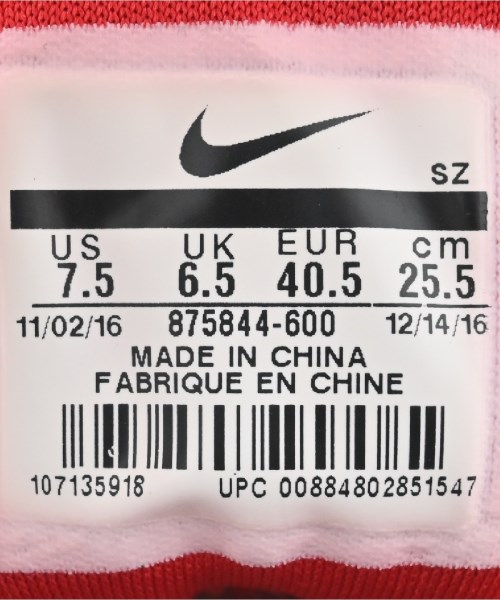 SZ
US UK EUR cm
7.5 6.5 40.5 25.5
11/02/16 875844-600 12/14/16
MADE IN CHINA
FABRIQUE EN CHINE
107135918 UPC 00884802851547